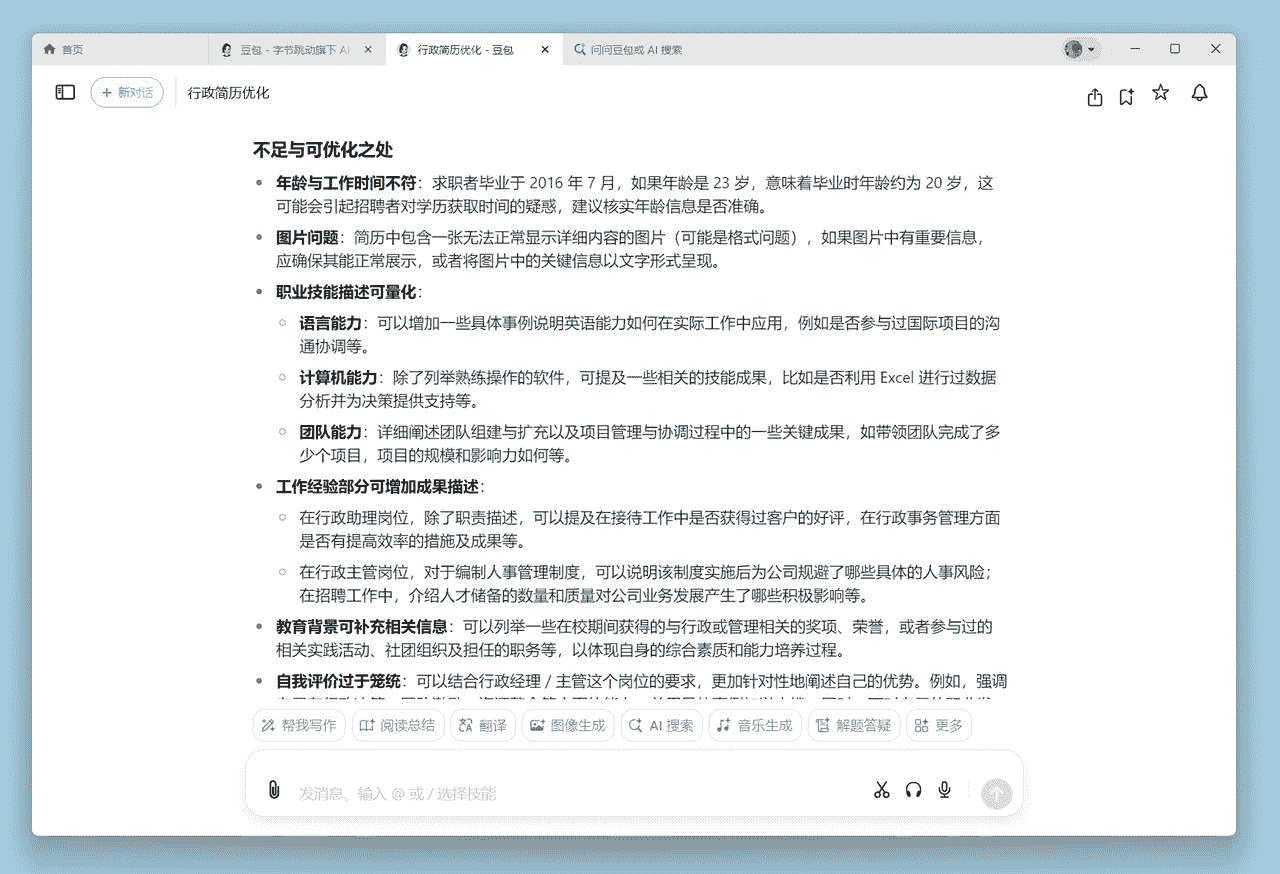 首页
豆包 - 字节跳动旗下 AI
行政简历优化 - 豆包
问问豆包或 AI 搜索
新对话
行政简历优化
不足与可优化之处
年龄与工作时间不符：求职者毕业于 2016 年 7 月，如果年龄是 23 岁，意味着毕业时年龄约为 20 岁，这
可能会引起招聘者对学历获取时间的疑惑，建议核实年龄信息是否准确。
图片问题：简历中包含一张无法正常显示详细内容的图片（可能是格式问题），如果图片中有重要信息，
应确保其能正常展示，或者将图片中的关键信息以文字形式呈现。
职业技能描述可量化：
语言能力：可以增加一些具体事例说明英语能力如何在实际工作中应用，例如是否参与过国际项目的沟
通协调等。
计算机能力：除了列举熟练操作的软件，可提及一些相关的技能成果，比如是否利用 Excel 进行过数据
分析并为决策提供支持等。
团队能力：详细阐述团队组建与扩充以及项目管理与协调过程中的一些关键成果，如带领团队完成了多
少个项目，项目的规模和影响力如何等。
工作经验部分可增加成果描述：
在行政助理岗位，除了职责描述，可以提及在接待工作中是否获得过客户的好评，在行政事务管理方面
是否有提高效率的措施及成果等。
在行政主管岗位，对于编制人事管理制度，可以说明该制度实施后为公司规避了哪些具体的人事风险；
在招聘工作中，介绍人才储备的数量和质量对公司业务发展产生了哪些积极影响等。
教育背景可补充相关信息：可以列举一些在校期间获得的与行政或管理相关的奖项、荣誉，或者参与过的
相关实践活动、社团组织及担任的职务等，以体现自身的综合素质和能力培养过程。
自我评价过于笼统：可以结合行政经理 / 主管这个岗位的要求，更加针对性地阐述自己的优势。例如，强调
帮我写作
阅读总结
翻译
图像生成
AI 搜索
音乐生成
解题答疑
更多
发消息、输入 @ 或 / 选择技能